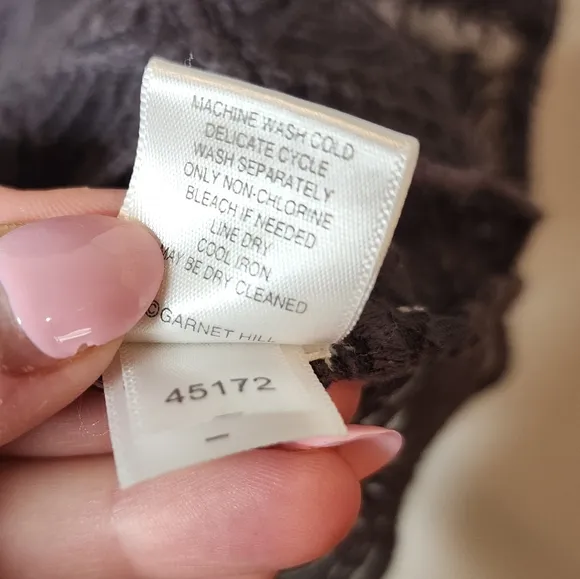 MACHINE WASH COLD
DELICATE CYCLE
WASH SEPARATELY
ONLY NON-CHLORINE
BLEACH IF NEEDED
LINE DRY
COOL IRON
MAY BE DRY CLEANED
©GARNET HILL
45172
–